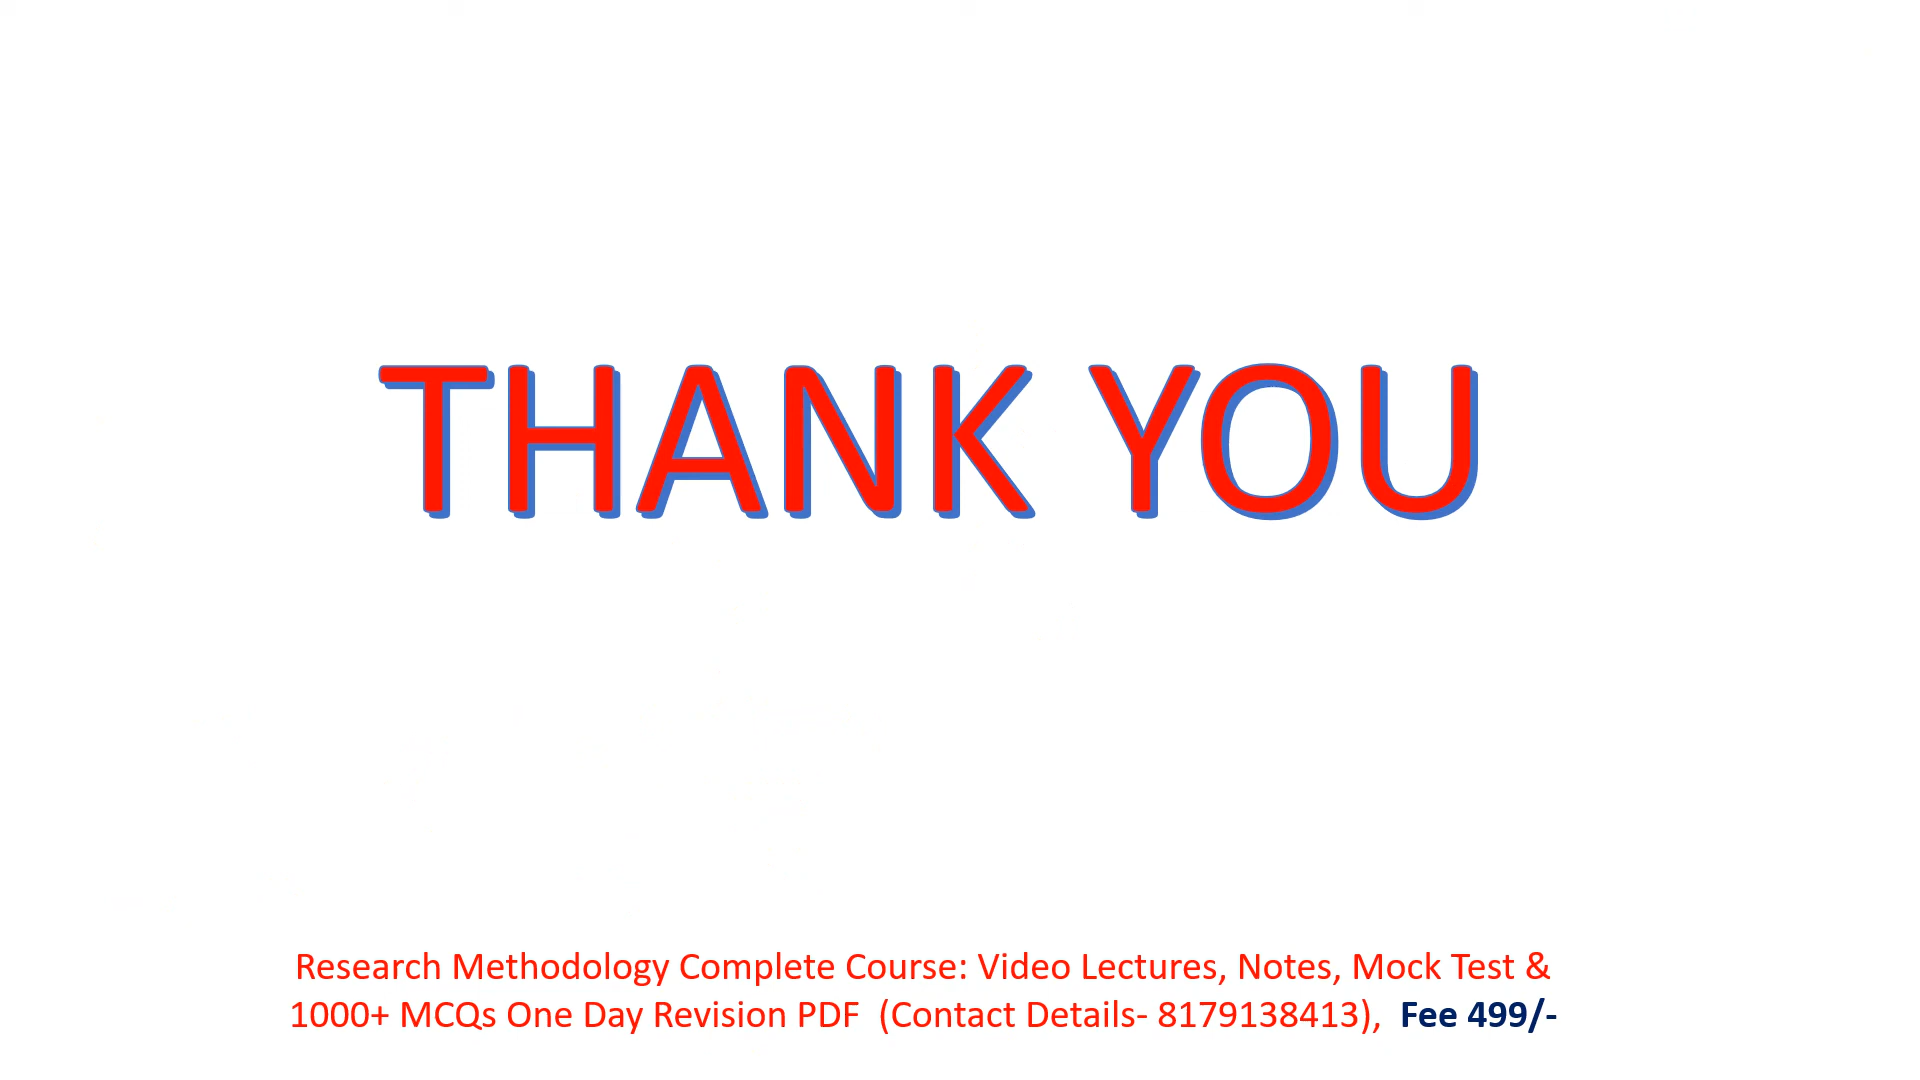 THANK YOU
Research Methodology Complete Course: Video Lectures, Notes, Mock Test &
1000+ MCQs One Day Revision PDF  (Contact Details- 8179138413),  Fee 499/-